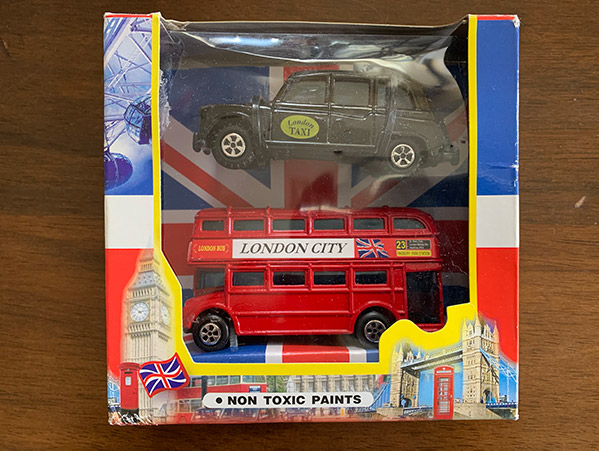 London
TAXI
LONDON BUS
LONDON CITY
23
NON TOXIC PAINTS